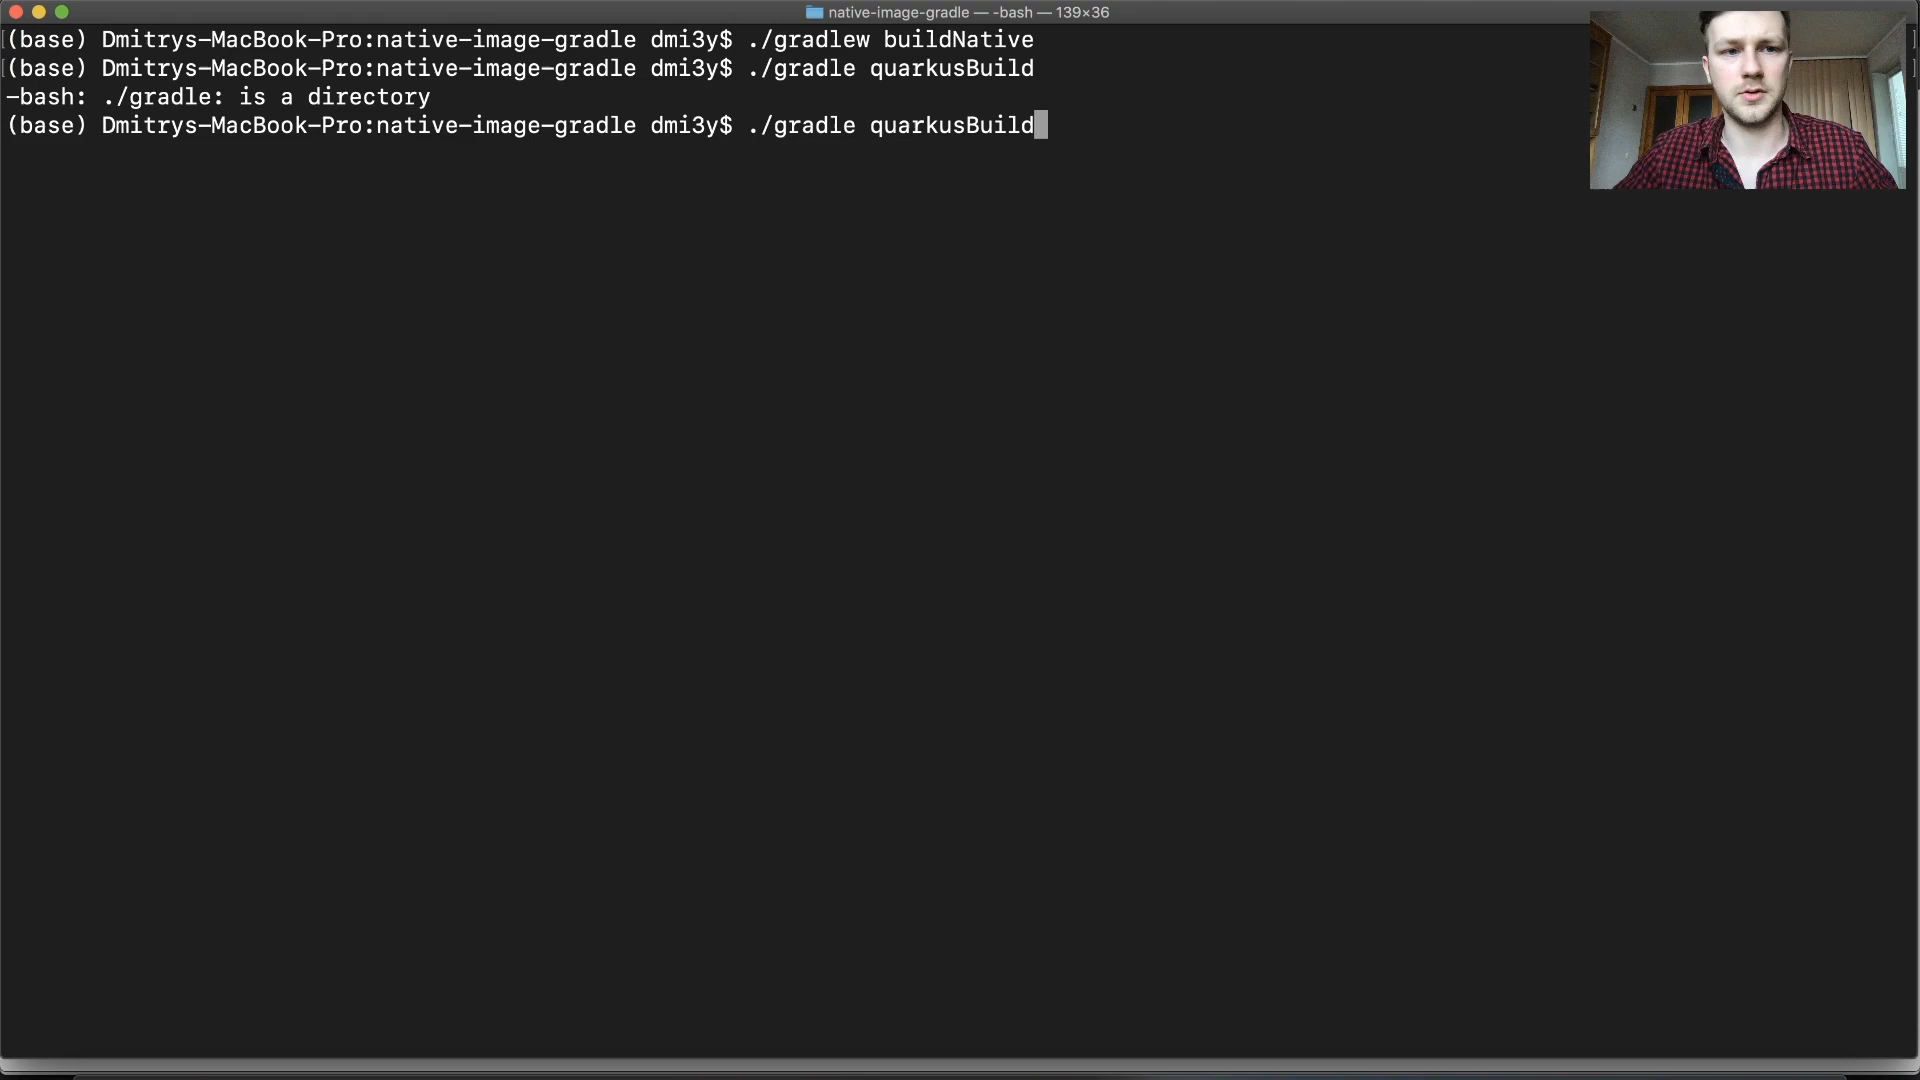 native-image-gradle — -bash — 139×36
(base) Dmitrys-MacBook-Pro:native-image-gradle dmi3y$ ./gradlew buildNative
(base) Dmitrys-MacBook-Pro:native-image-gradle dmi3y$ ./gradle quarkusBuild
-bash: ./gradle: is a directory
(base) Dmitrys-MacBook-Pro:native-image-gradle dmi3y$ ./gradle quarkusBuild